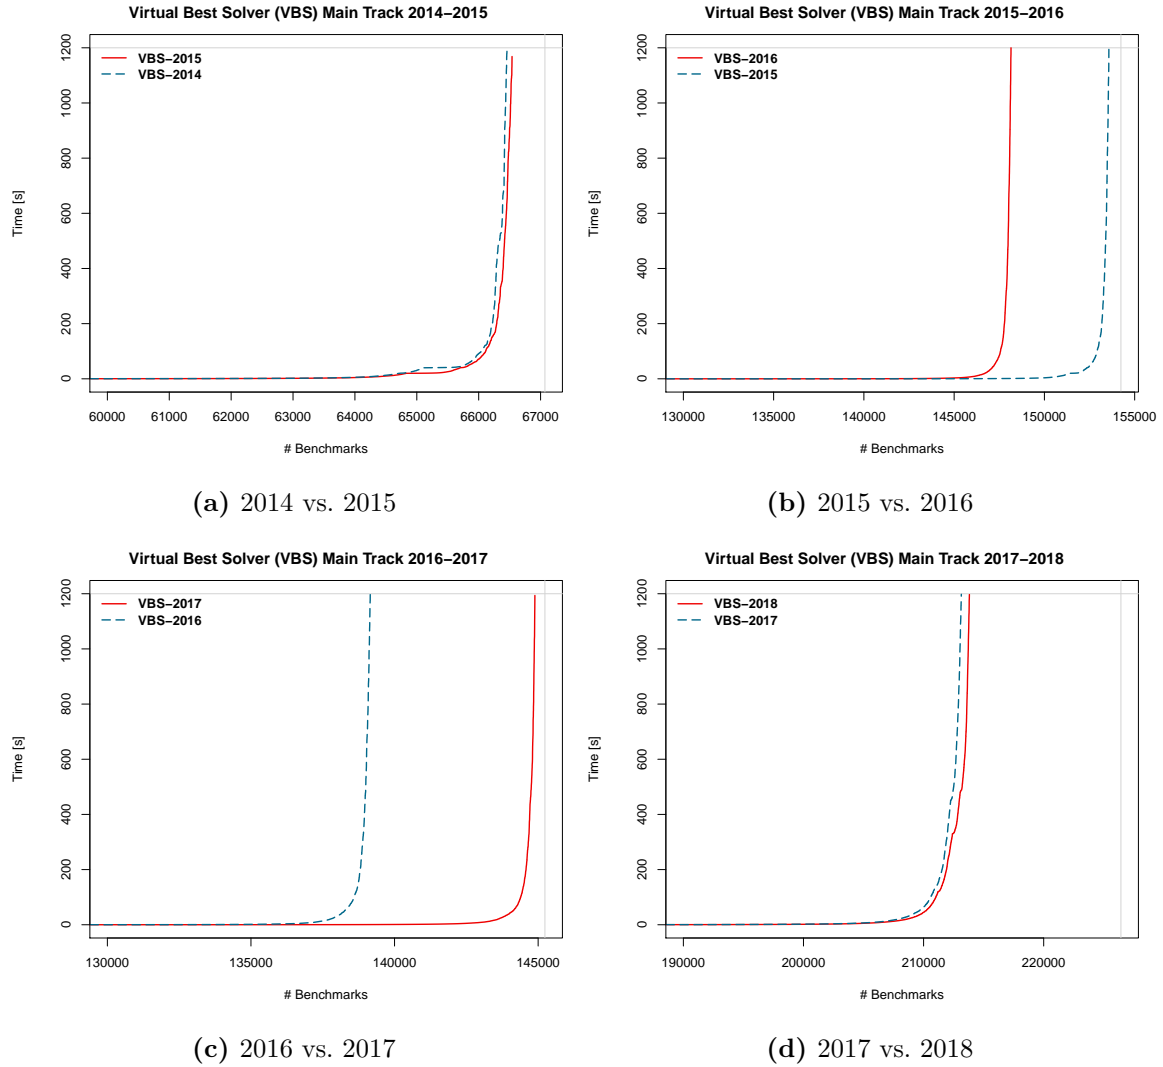 Virtual Best Solver (VBS) Main Track 2014−2015
Time [s]
1200
1000
800
600
400
200
0
VBS−2015
VBS−2014
60000 61000 62000 63000 64000 65000 66000 67000
# Benchmarks
(a) 2014 vs. 2015
Virtual Best Solver (VBS) Main Track 2015−2016
Time [s]
1200
1000
800
600
400
200
0
VBS−2016
VBS−2015
130000 135000 140000 145000 150000 155000
# Benchmarks
(b) 2015 vs. 2016
Virtual Best Solver (VBS) Main Track 2016−2017
Time [s]
1200
1000
800
600
400
200
0
VBS−2017
VBS−2016
130000 135000 140000 145000
# Benchmarks
(c) 2016 vs. 2017
Virtual Best Solver (VBS) Main Track 2017−2018
Time [s]
1200
1000
800
600
400
200
0
VBS−2018
VBS−2017
190000 200000 210000 220000
# Benchmarks
(d) 2017 vs. 2018